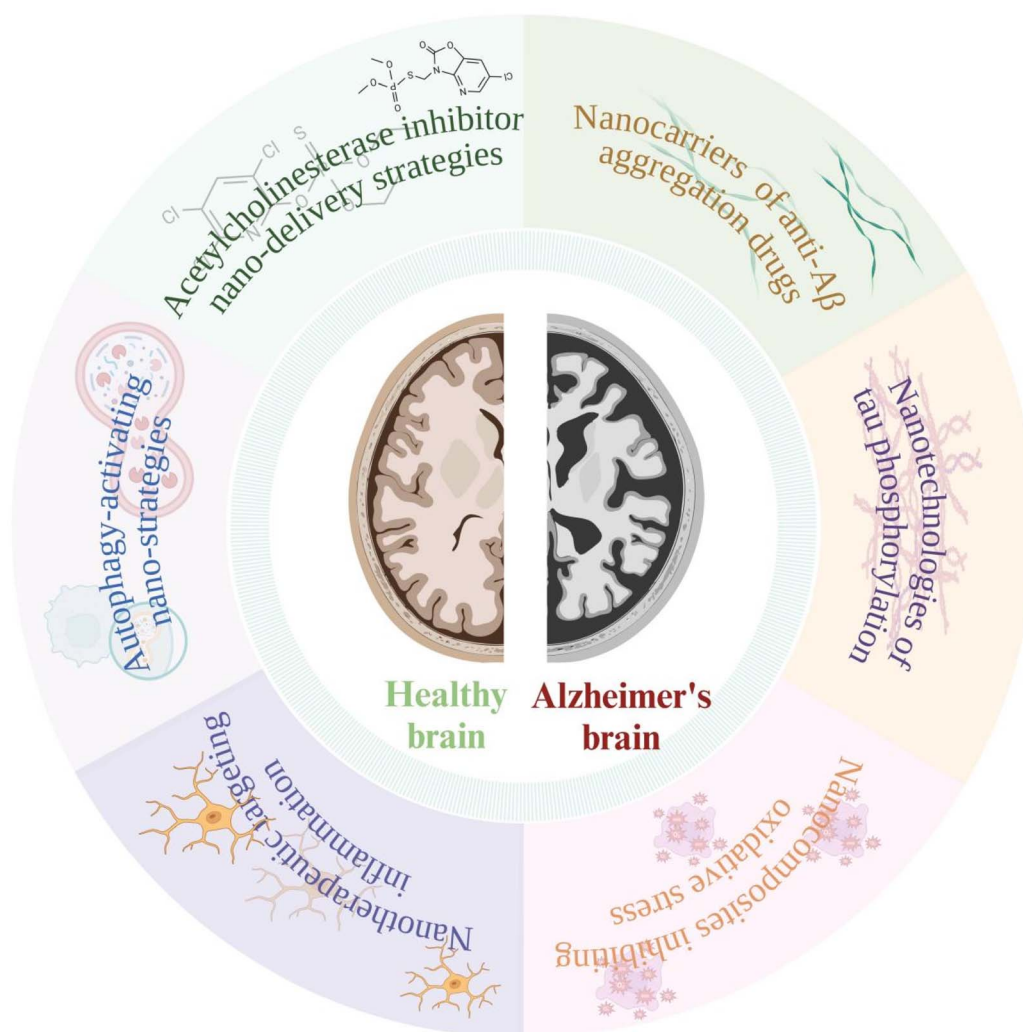 Acetylcholinesterase inhibitor
nano-delivery strategies
Nanocarriers of anti-Aβ
aggregation drugs
Nanotechnologies of
tau phosphorylation
Nanocomposites inhibiting
oxidative stress
Nanotherapeutic targeting
inflammation
Autophagy-activating
nano-strategies
Healthy
brain
Alzheimer's
brain